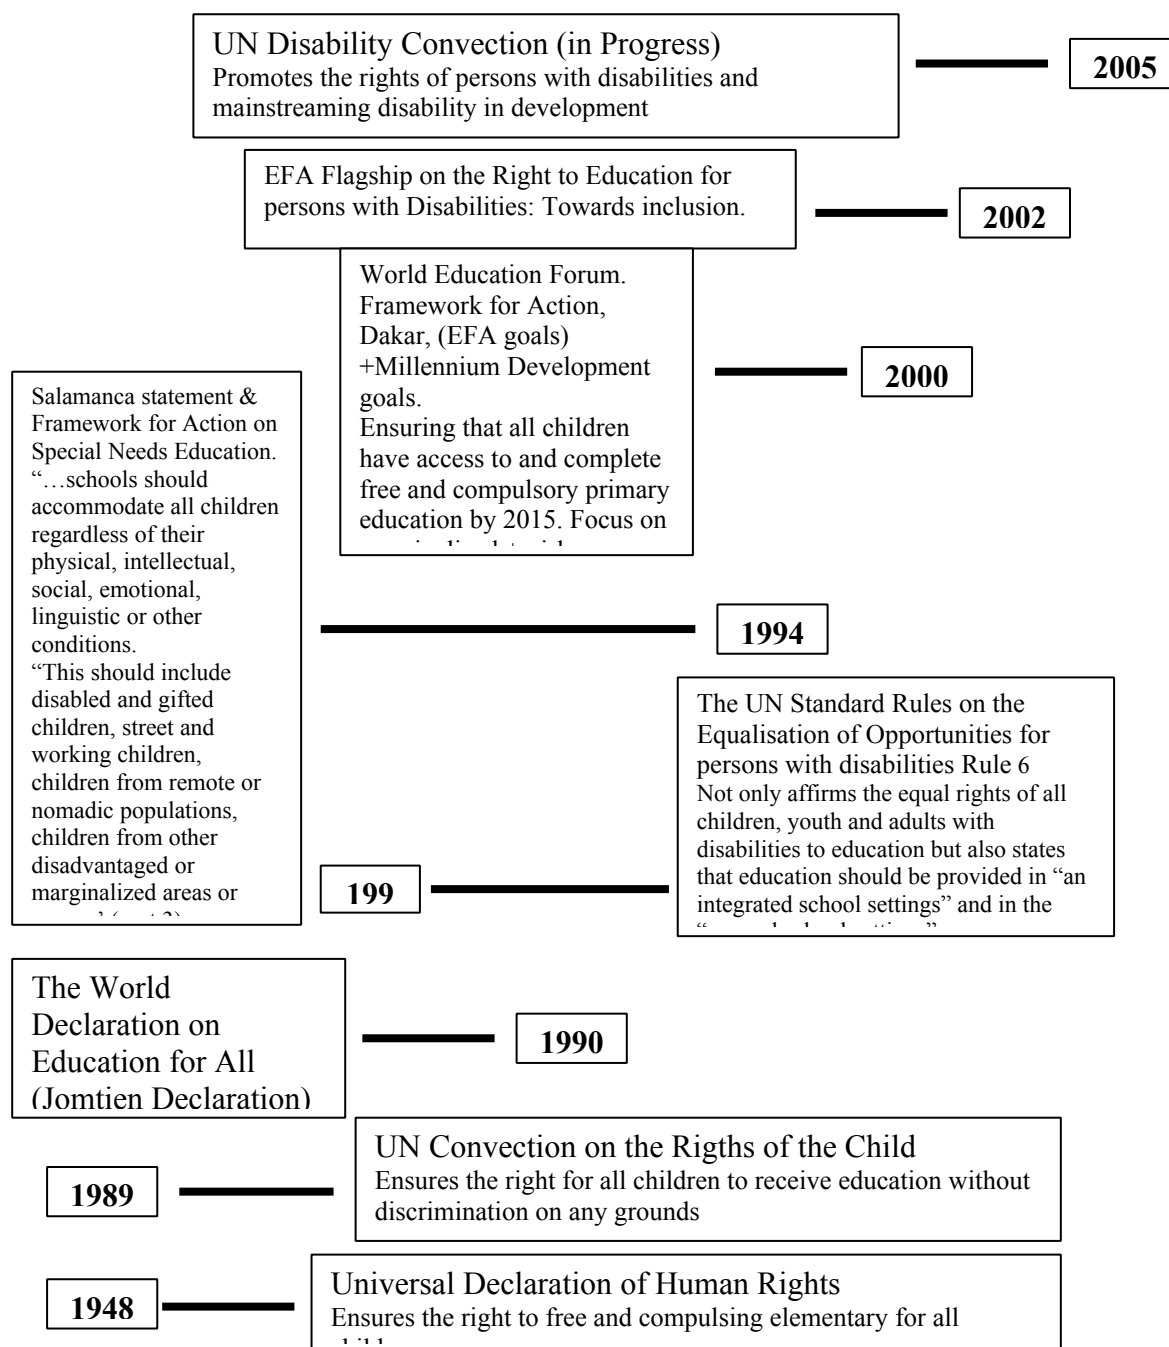 UN Disability Convection (in Progress)
Promotes the rights of persons with disabilities and
mainstreaming disability in development
2005
EFA Flagship on the Right to Education for
persons with Disabilities: Towards inclusion.
2002
World Education Forum.
Framework for Action,
Dakar, (EFA goals)
+Millennium Development
goals.
Ensuring that all children
have access to and complete
free and compulsory primary
education by 2015. Focus on
2000
Salamanca statement &
Framework for Action on
Special Needs Education.
“…schools should
accommodate all children
regardless of their
physical, intellectual,
social, emotional,
linguistic or other
conditions.
“This should include
disabled and gifted
children, street and
working children,
children from remote or
nomadic populations,
children from other
disadvantaged or
marginalized areas or
1994
The UN Standard Rules on the
Equalisation of Opportunities for
persons with disabilities Rule 6
Not only affirms the equal rights of all
children, youth and adults with
disabilities to education but also states
that education should be provided in “an
integrated school settings” and in the
199
The World
Declaration on
Education for All
(Jomtien Declaration)
1990
UN Convection on the Rigths of the Child
Ensures the right for all children to receive education without
discrimination on any grounds
1989
Universal Declaration of Human Rights
Ensures the right to free and compulsing elementary for all
1948